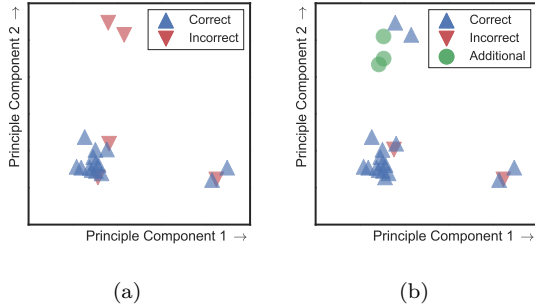 Correct
Incorrect
Principle Component 2 →
Principle Component 1 →
(a)
Correct
Incorrect
Additional
Principle Component 2 →
Principle Component 1 →
(b)